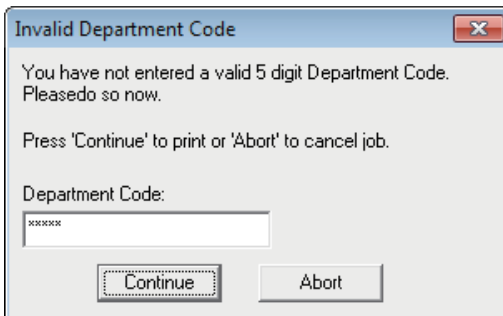 Invalid Department Code
You have not entered a valid 5 digit Department Code.
Pleasedo so now.
Press 'Continue' to print or 'Abort' to cancel job.
Department Code:
*****
Continue
Abort